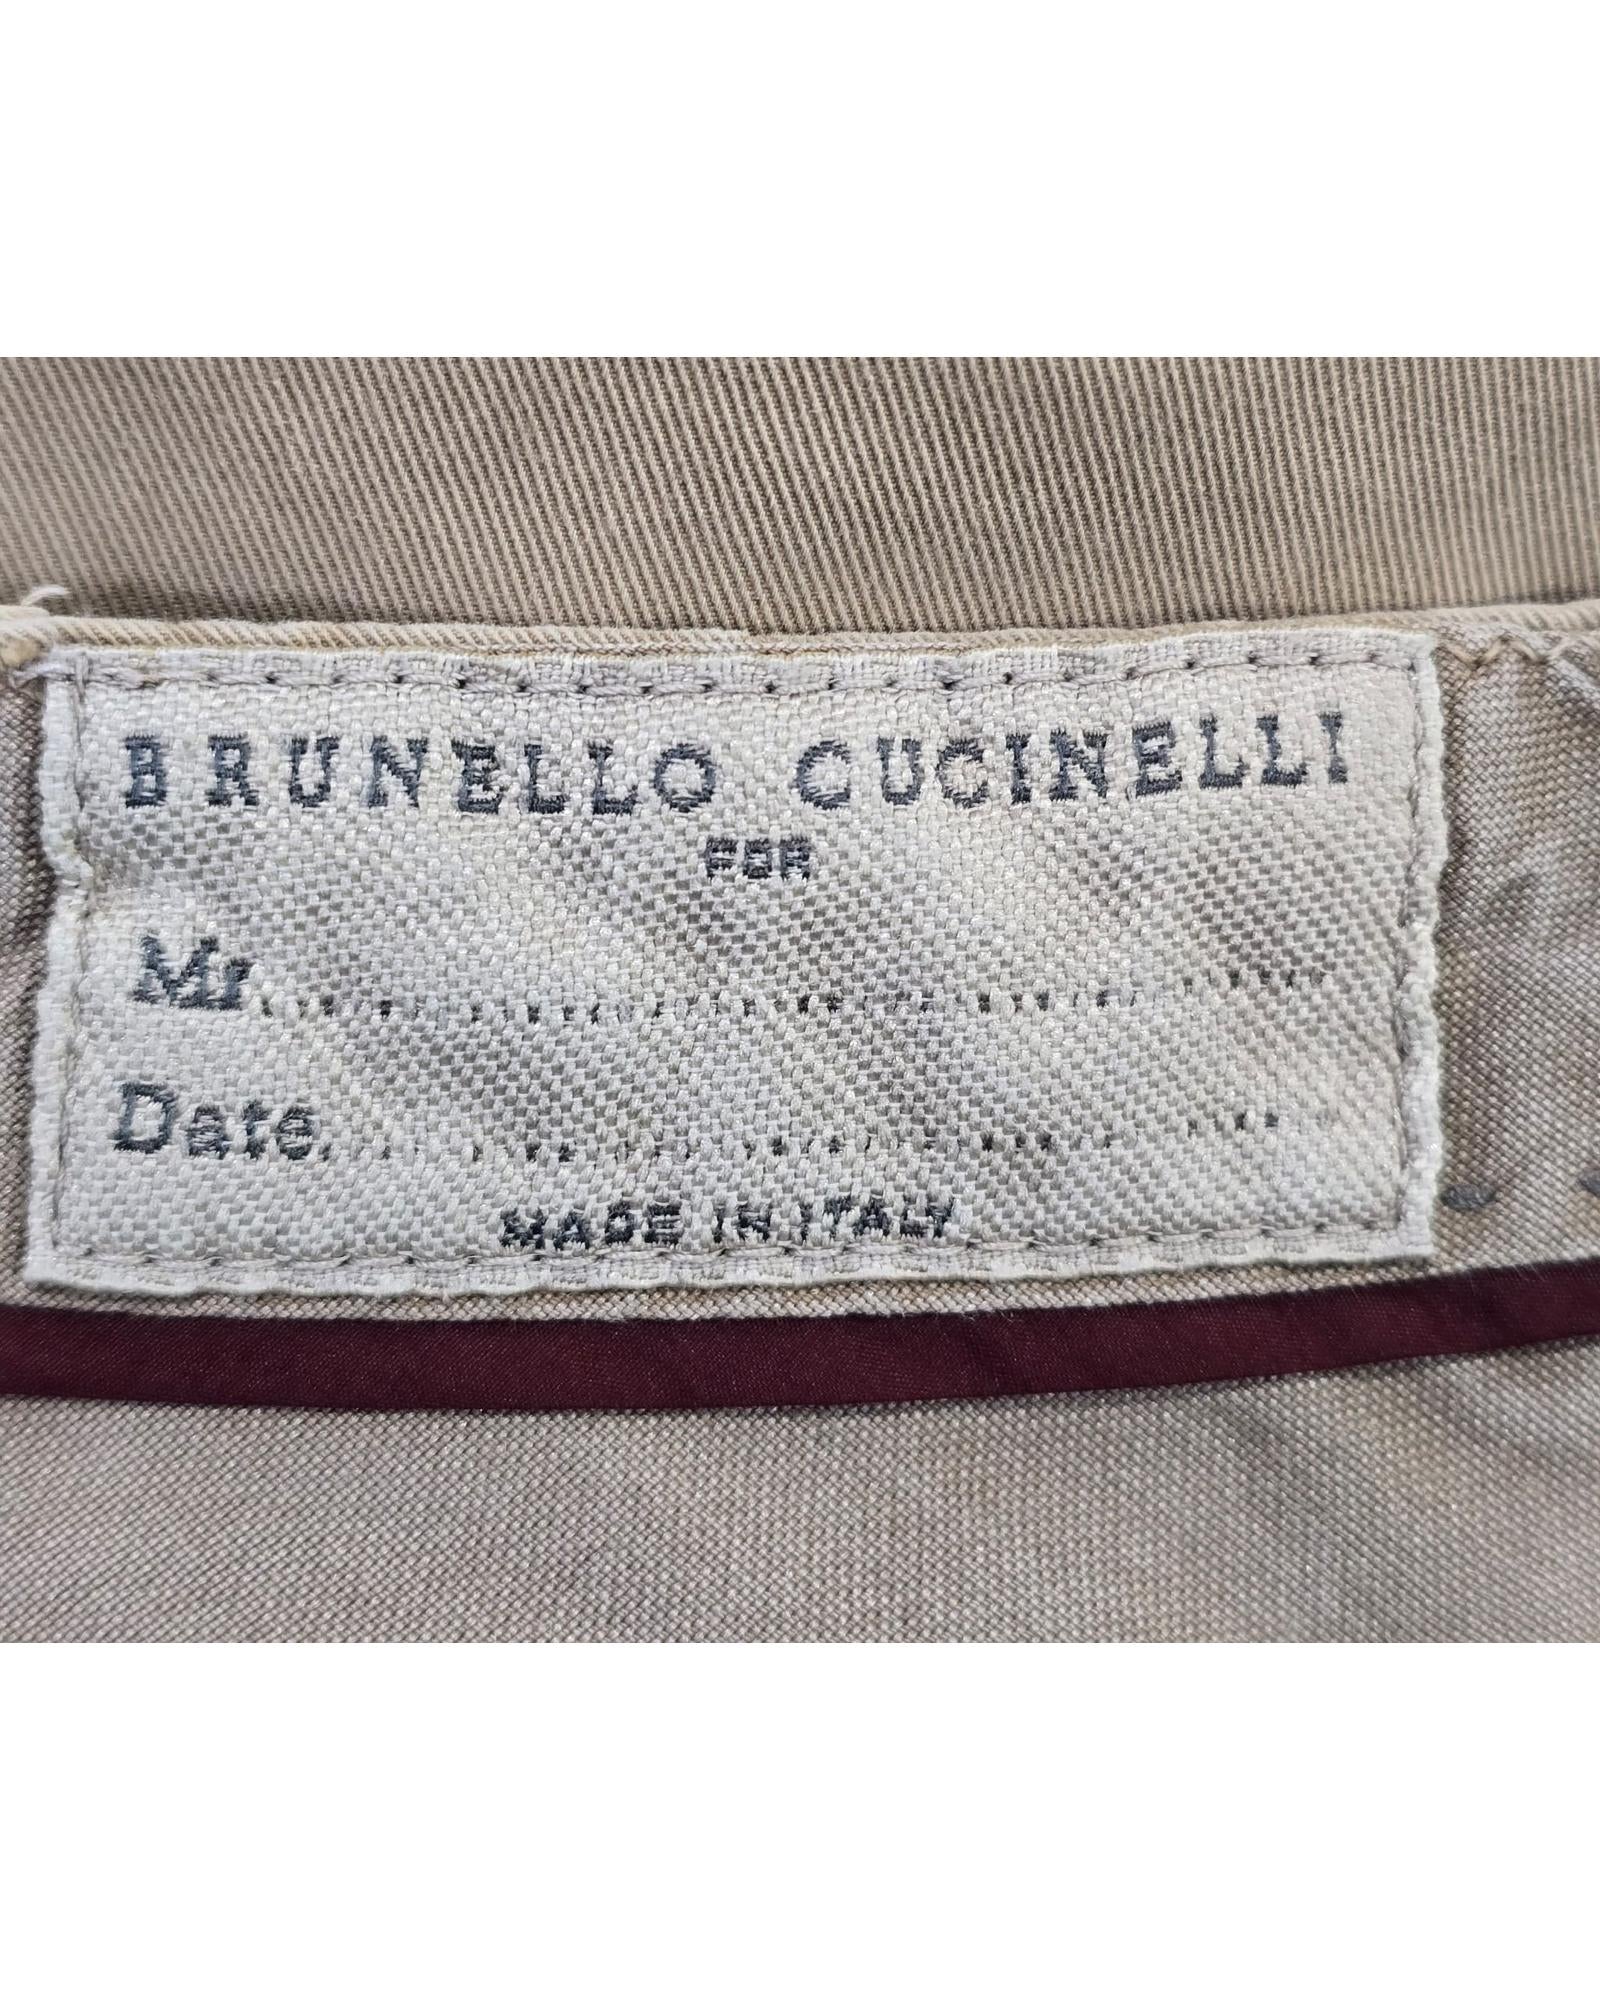 BRUNELLO CUCINELLI
FOR
Mr.............................
Date.............................
MADE IN ITALY